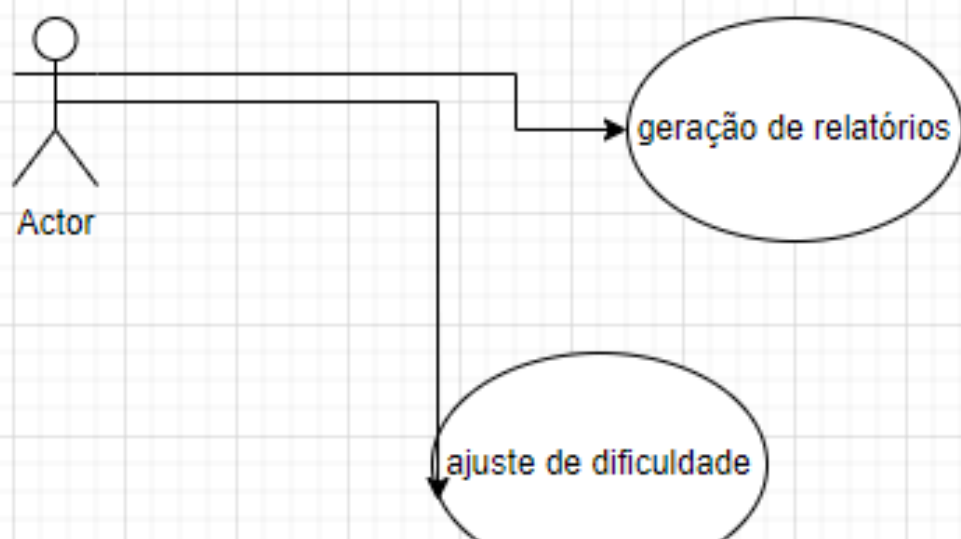 geração de relatórios
Actor
ajuste de dificuldade